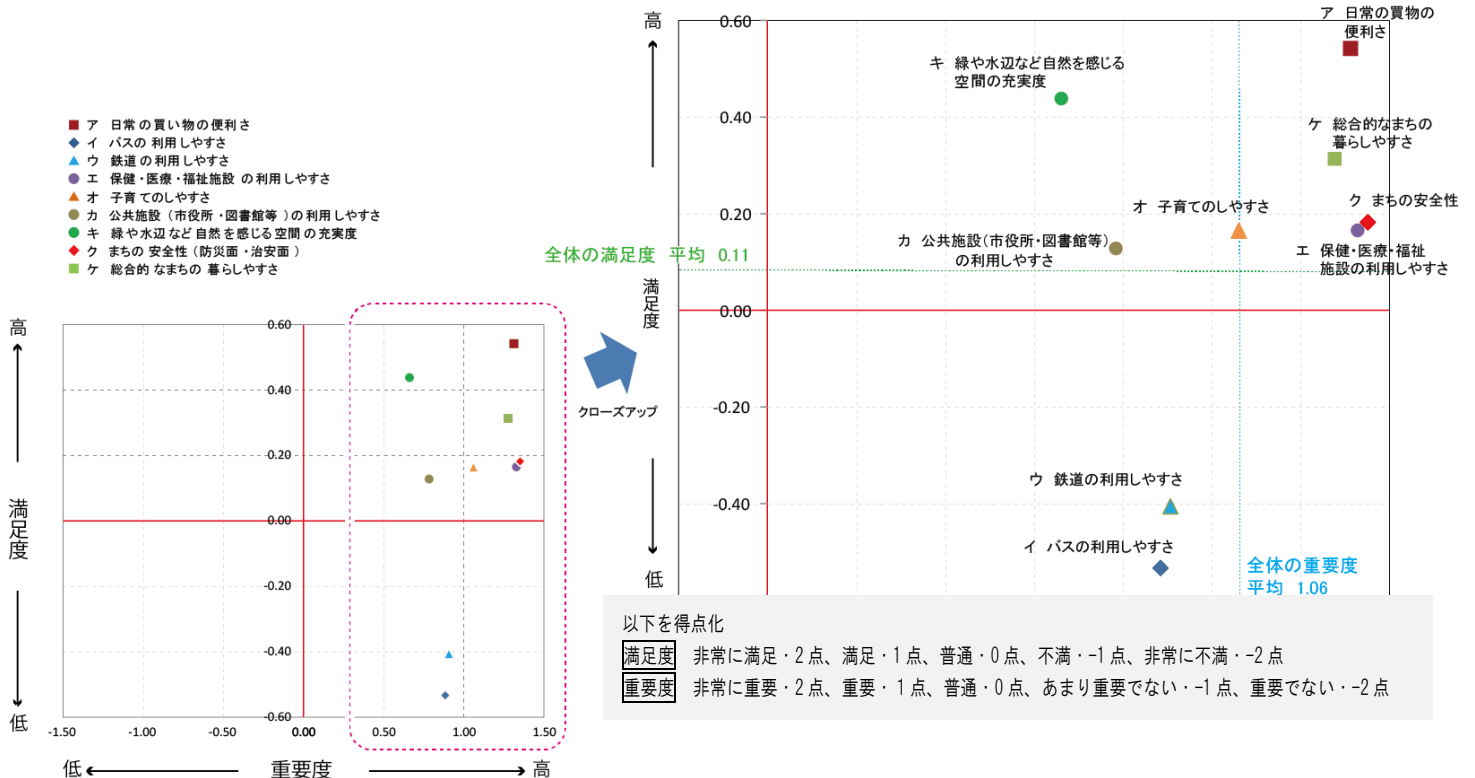 ア 日常の買い物の便利さ
イ バスの利用しやすさ
ウ 鉄道の利用しやすさ
エ 保健・医療・福祉施設の利用しやすさ
オ 子育てのしやすさ
カ 公共施設（市役所・図書館等）の利用しやすさ
キ 緑や水辺など自然を感じる空間の充実度
ク まちの安全性（防災面・治安面）
ケ 総合的なまちの暮らしやすさ
高
満足度
低
0.60
0.40
0.20
0.00
-0.20
-0.40
-0.60
-1.50
-1.00
-0.50
0.00
0.50
1.00
1.50
低
重要度
高
クローズアップ
高
満足度
低
0.60
0.40
0.20
0.00
-0.20
-0.40
ア 日常の買物の
便利さ
キ 緑や水辺など自然を感じる
空間の充実度
ケ 総合的なまちの
暮らしやすさ
ク まちの安全性
オ 子育てのしやすさ
カ 公共施設（市役所・図書館等）
の利用しやすさ
エ 保健・医療・福祉
施設の利用しやすさ
全体の満足度 平均 0.11
ウ 鉄道の利用しやすさ
イ バスの利用しやすさ
全体の重要度
平均 1.06
以下を得点化
満足度 非常に満足・2点、満足・1点、普通・0点、不満・-1点、非常に不満・-2点
重要度 非常に重要・2点、重要・1点、普通・0点、あまり重要でない・-1点、重要でない・-2点